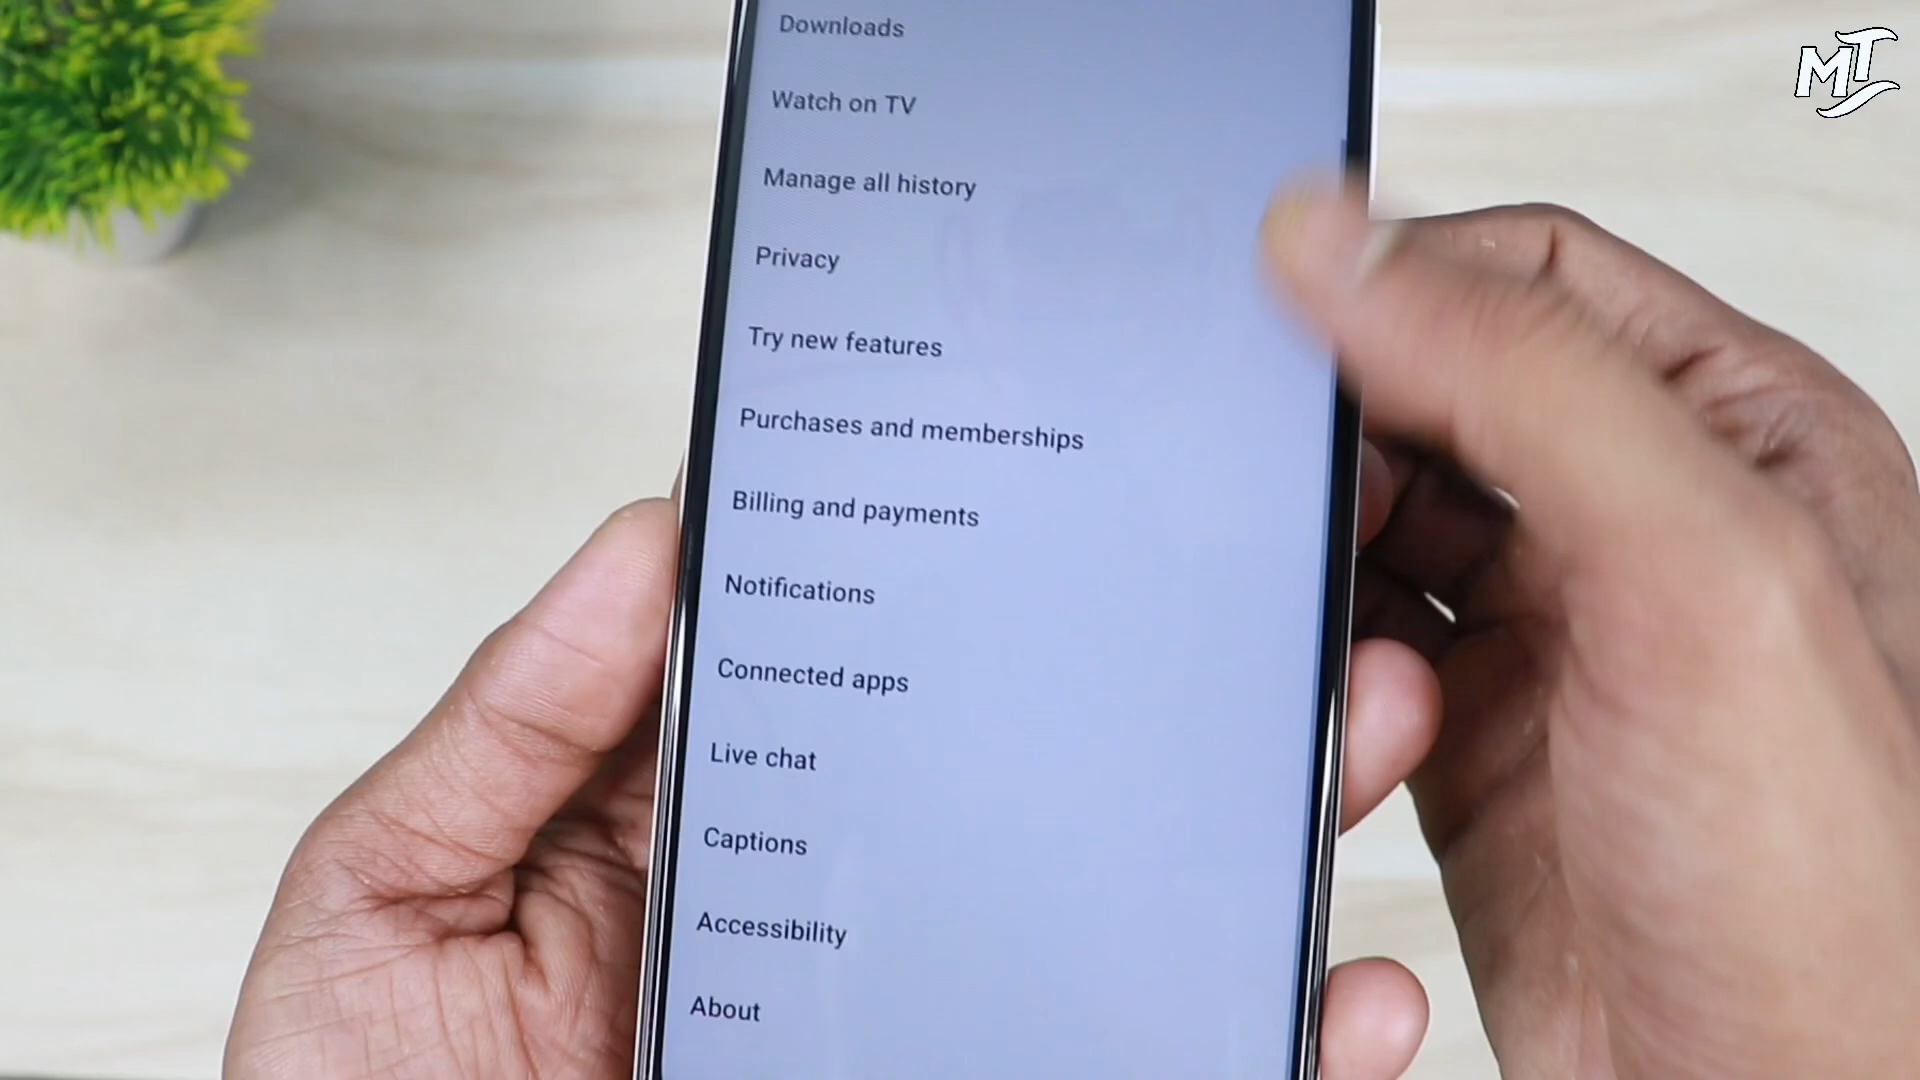 MT
Downloads
Watch on TV
Manage all history
Privacy
Try new features
Purchases and memberships
Billing and payments
Notifications
Connected apps
Live chat
Captions
Accessibility
About